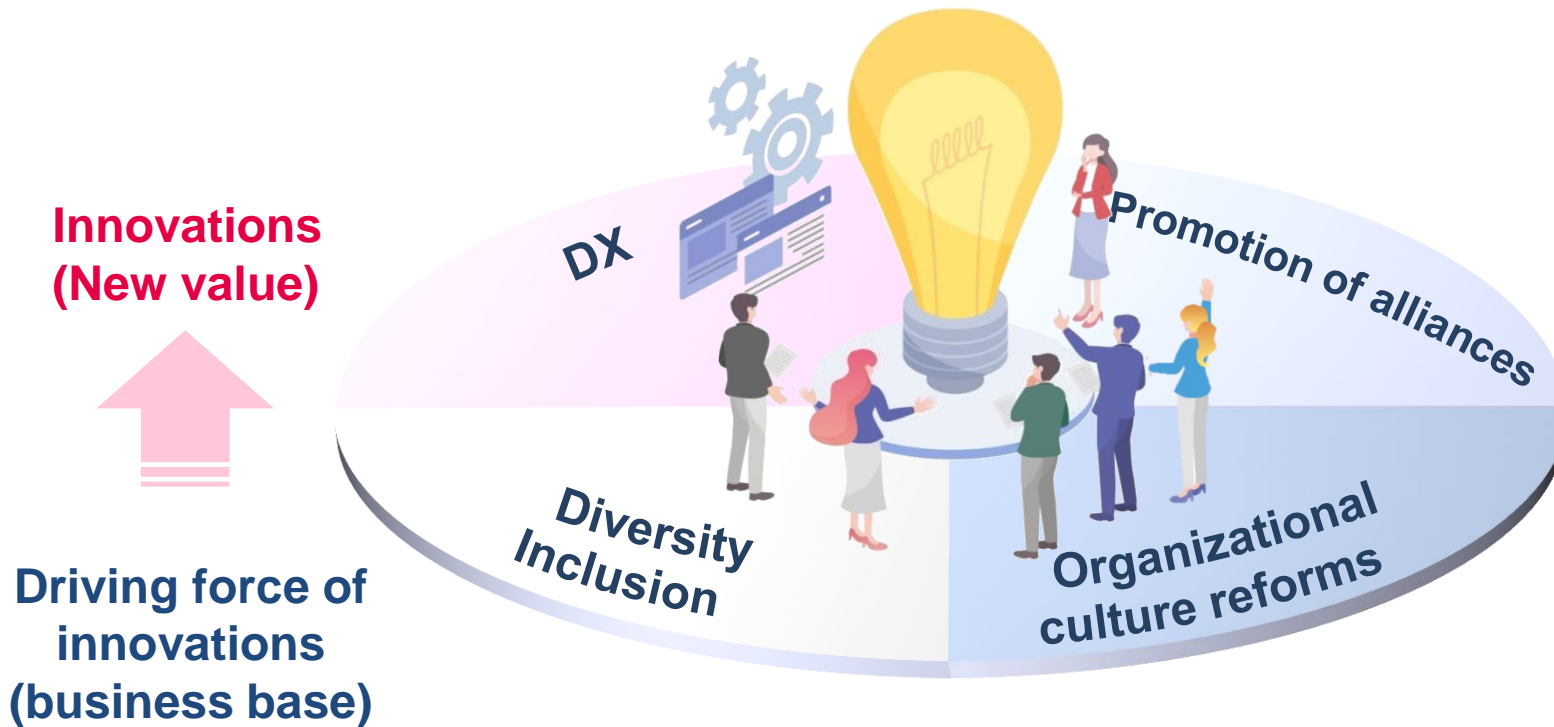 Innovations
(New value)
Driving force of
innovations
(business base)
DX
Promotion of alliances
Diversity
Inclusion
Organizational
culture reforms